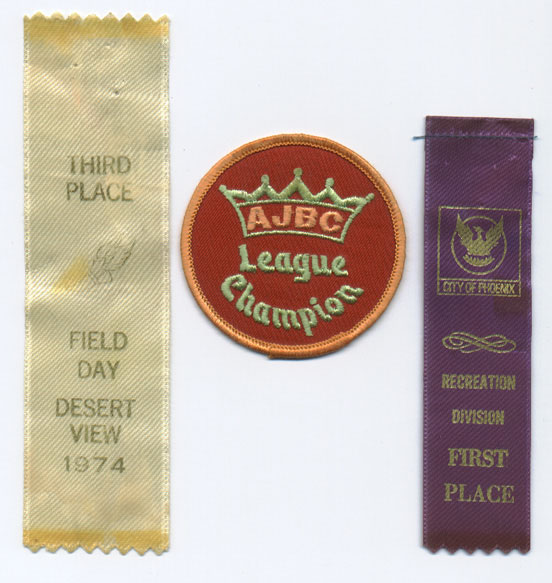 THIRD
PLACE
FIELD
DAY
DESERT
VIEW
1974
AJBC
League
Champion
CITY OF PHOENIX
RECREATION
DIVISION
FIRST
PLACE